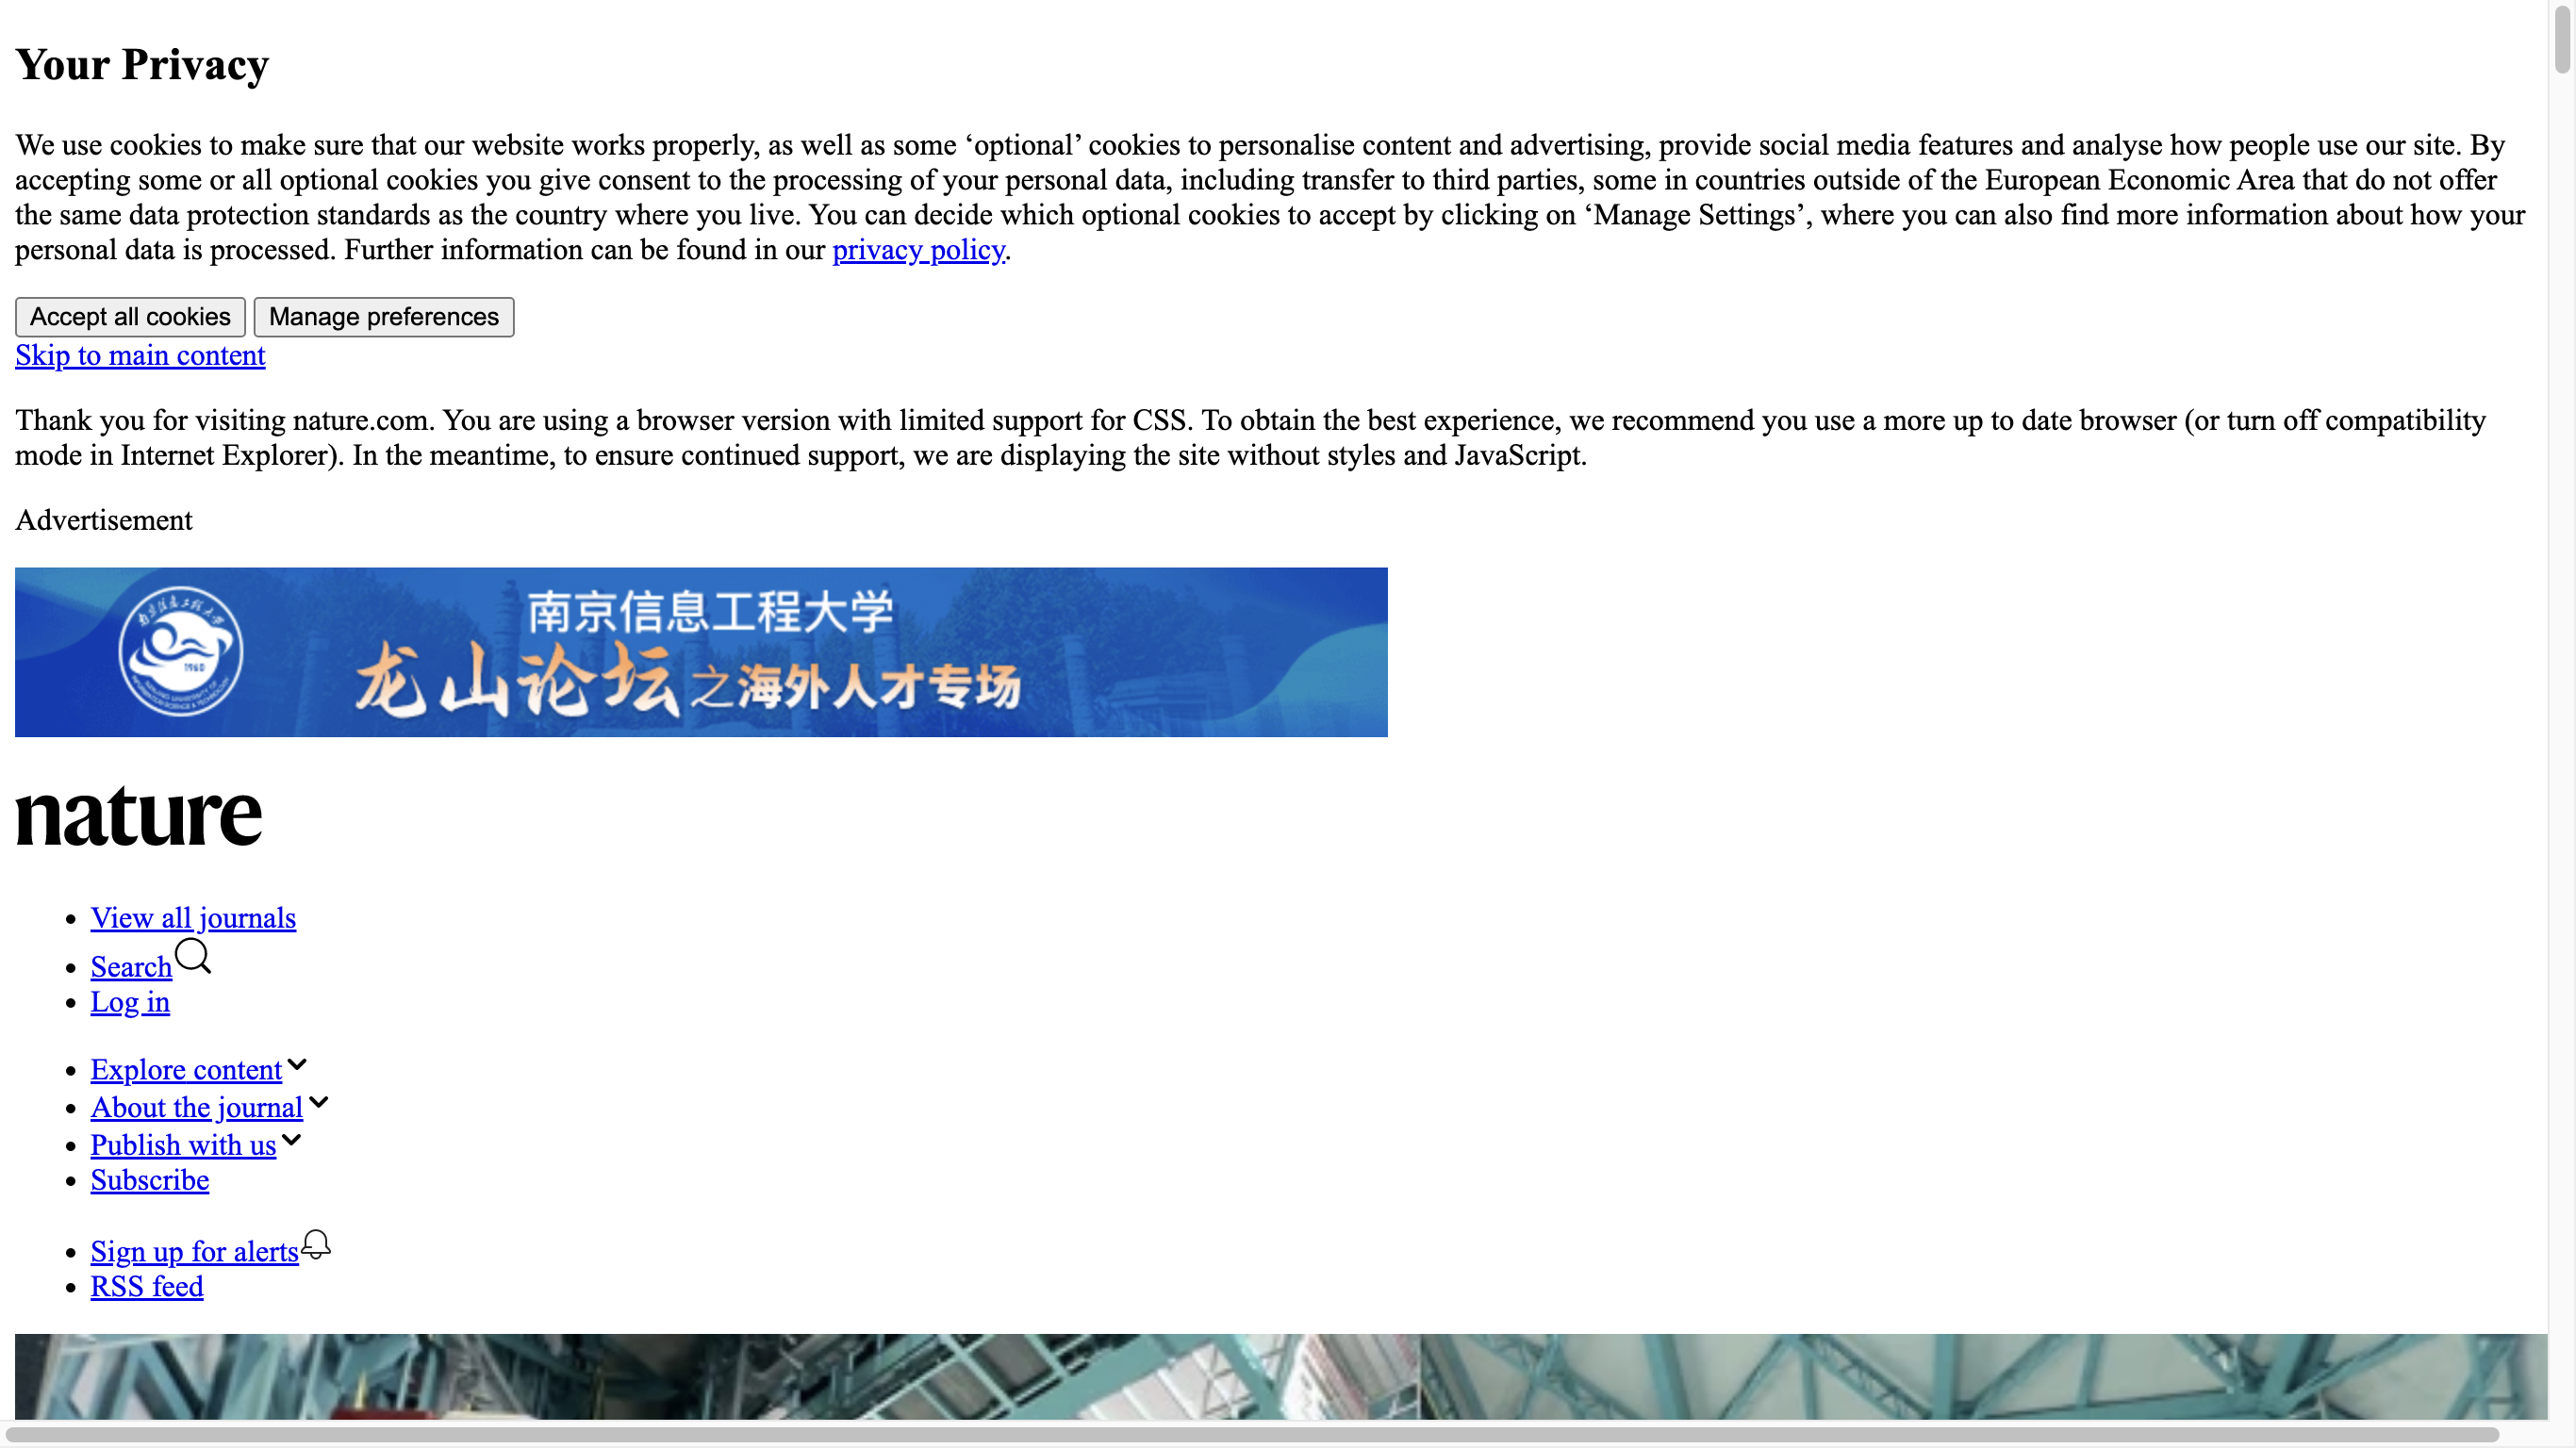 Your Privacy
We use cookies to make sure that our website works properly, as well as some ‘optional’ cookies to personalise content and advertising, provide social media features and analyse how people use our site. By
accepting some or all optional cookies you give consent to the processing of your personal data, including transfer to third parties, some in countries outside of the European Economic Area that do not offer
the same data protection standards as the country where you live. You can decide which optional cookies to accept by clicking on ‘Manage Settings’, where you can also find more information about how your
personal data is processed. Further information can be found in our privacy policy.
Accept all cookies Manage preferences
Skip to main content
Thank you for visiting nature.com. You are using a browser version with limited support for CSS. To obtain the best experience, we recommend you use a more up to date browser (or turn off compatibility
mode in Internet Explorer). In the meantime, to ensure continued support, we are displaying the site without styles and JavaScript.
Advertisement
南京信息工程大学
1960
龙山论坛之海外人才专场
nature
View all journals
Search
Log in
Explore content
About the journal
Publish with us
Subscribe
Sign up for alerts
RSS feed